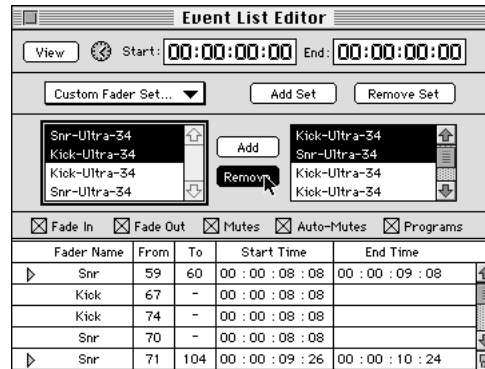 Event List Editor
View Start: 00:00:00:00 End: 00:00:00:00
Custom Fader Set... Add Set Remove Set
Snr-Ultra-34
Kick-Ultra-34
Kick-Ultra-34
Snr-Ultra-34
Add
Remove
Kick-Ultra-34
Snr-Ultra-34
Kick-Ultra-34
Kick-Ultra-34
Fade In Fade Out Mutes Auto-Mutes Programs
Fader Name From To Start Time End Time
Snr 59 60 00 : 00 : 08 : 08 00 : 00 : 09 : 08
Kick 67 - 00 : 00 : 08 : 08
Kick 74 - 00 : 00 : 08 : 08
Snr 70 - 00 : 00 : 08 : 08
Snr 71 104 00 : 00 : 09 : 26 00 : 00 : 10 : 24